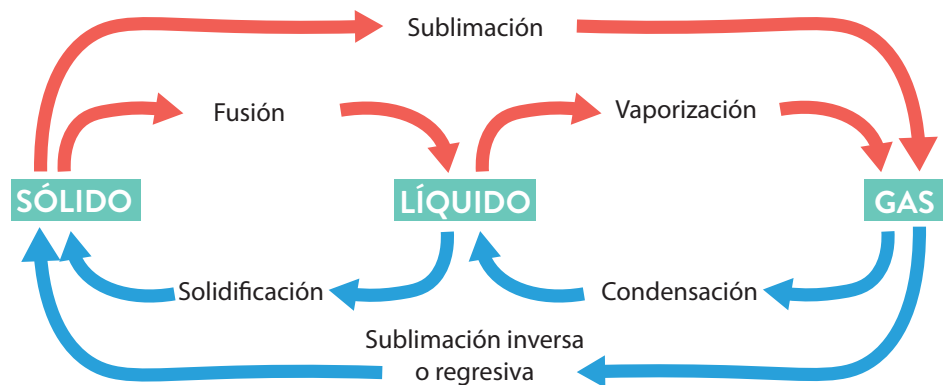 Sublimación
Fusión
Vaporización
SÓLIDO
LÍQUIDO
GAS
Solidificación
Condensación
Sublimación inversa
o regresiva